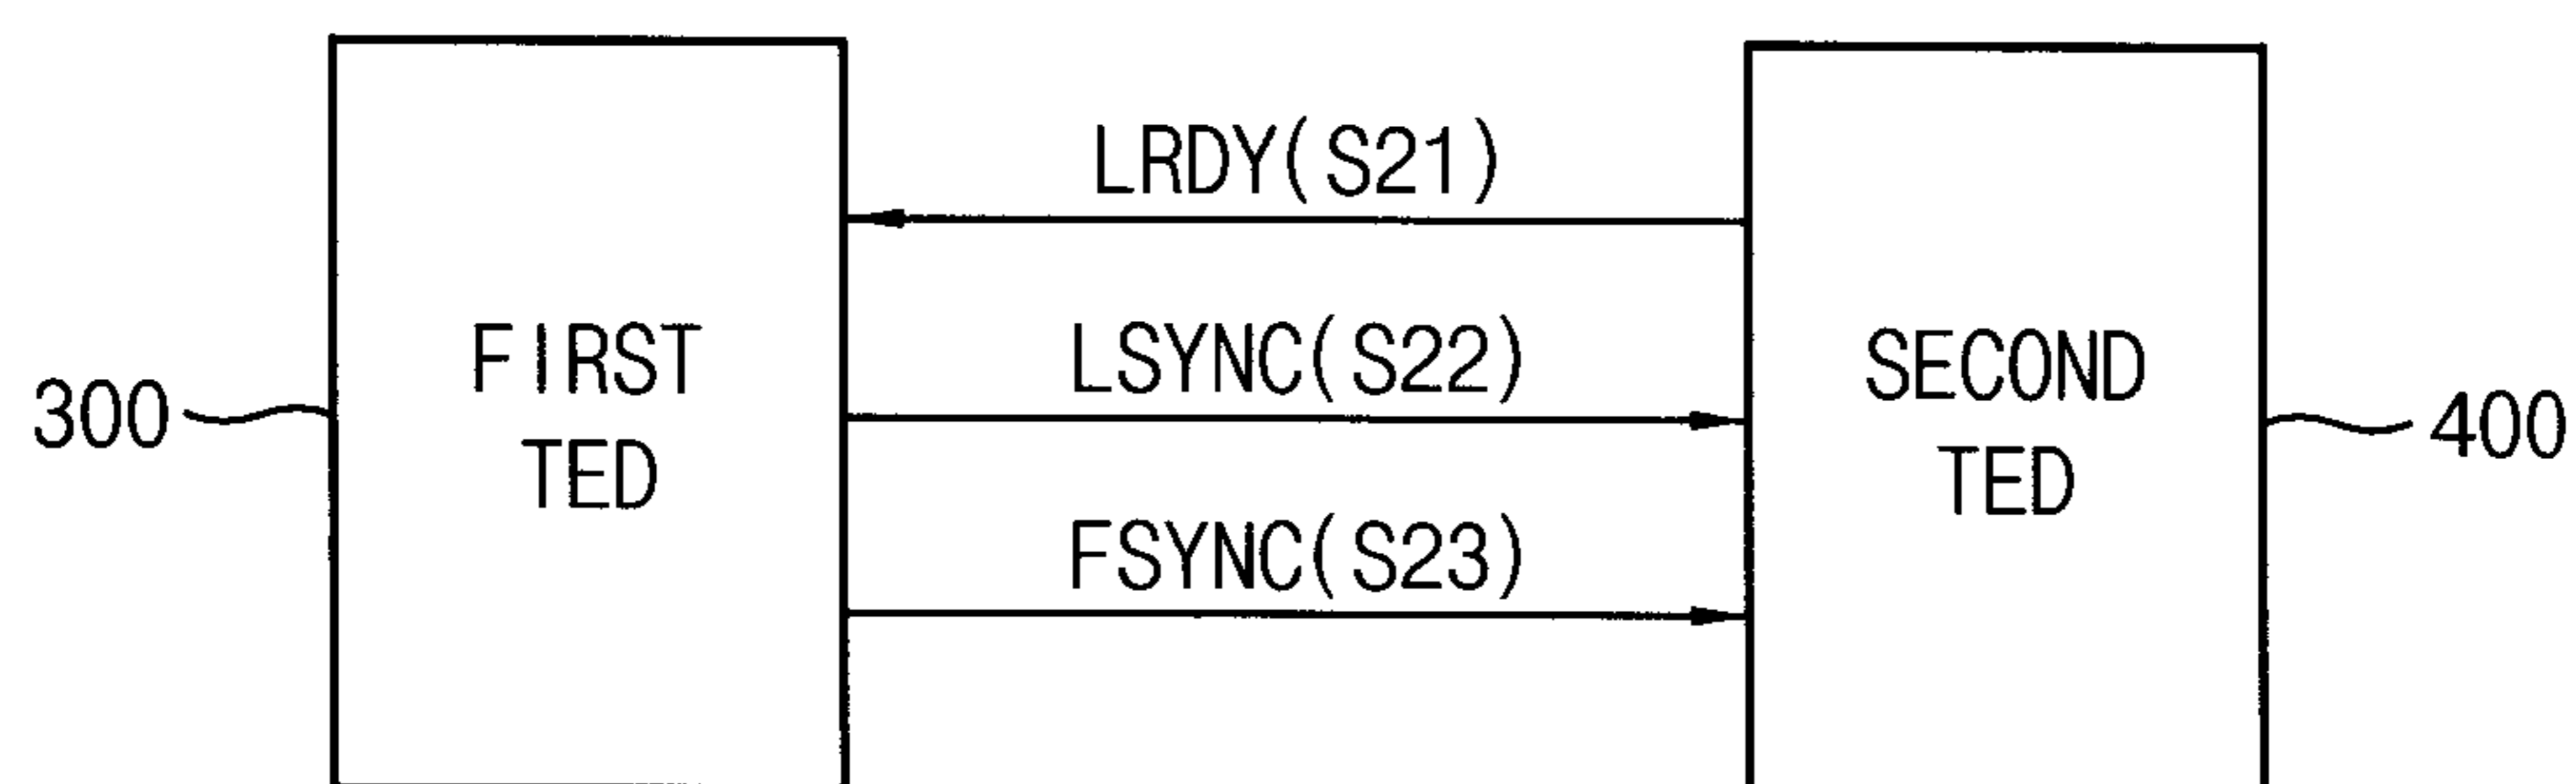 LRDY(S21)
FIRST
TED
LSYNC(S22)
SECOND
TED
300
400
FSYNC(S23)